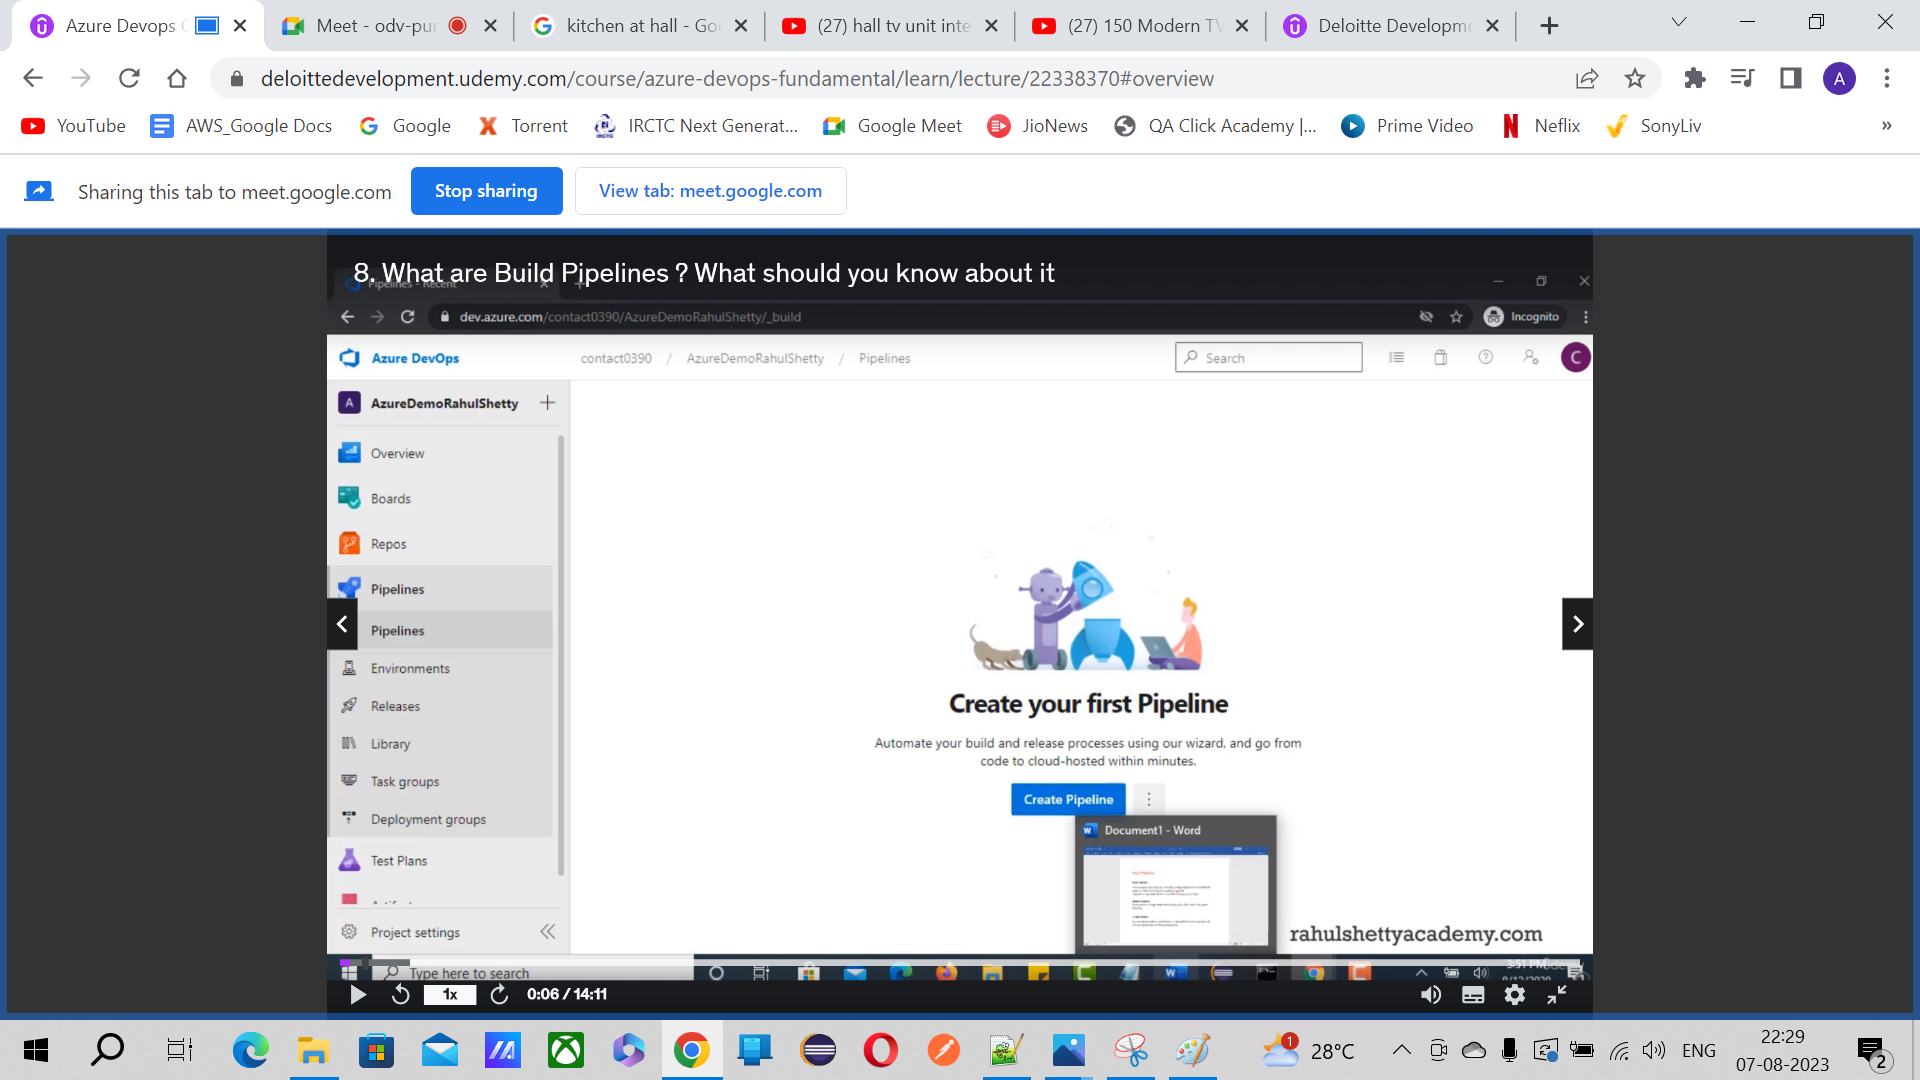 Azure Devops
Meet - odv-pur
kitchen at hall - Goo
(27) hall tv unit inte
(27) 150 Modern TV
Deloitte Developme
deloittedevelopment.udemy.com/course/azure-devops-fundamental/learn/lecture/22338370#overview
A
YouTube
AWS_Google Docs
Google
Torrent
IRCTC Next Generat...
Google Meet
JioNews
QA Click Academy |...
Prime Video
Neflix
SonyLiv
»
Sharing this tab to meet.google.com
Stop sharing
View tab: meet.google.com
8. What are Build Pipelines ? What should you know about it
Pipelines - Recent
dev.azure.com/contact0390/AzureDemoRahulShetty/_build
Incognito
Azure DevOps
contact0390 / AzureDemoRahulShetty / Pipelines
Search
C
A AzureDemoRahulShetty
Overview
Boards
Repos
Pipelines
Pipelines
Environments
Releases
Library
Task groups
Deployment groups
Test Plans
Project settings
Create your first Pipeline
Automate your build and release processes using our wizard, and go from
code to cloud-hosted within minutes.
Create Pipeline
Document1 - Word
rahulshettyacademy.com
Type here to search
3:51 PM
1x
0:06 / 14:11
1
28°C
ENG
22:29
07-08-2023
2